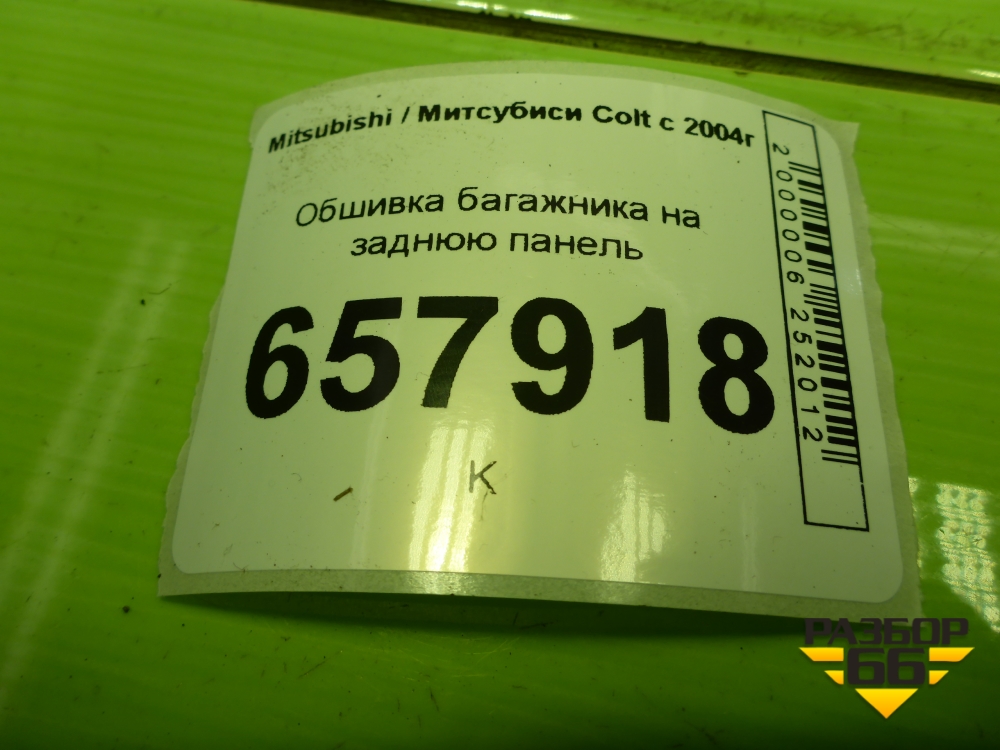 Mitsubishi / Митсубиси Colt с 2004г
Обшивка багажника на
заднюю панель
657918
К
2000006252012
РАЗБОР
66